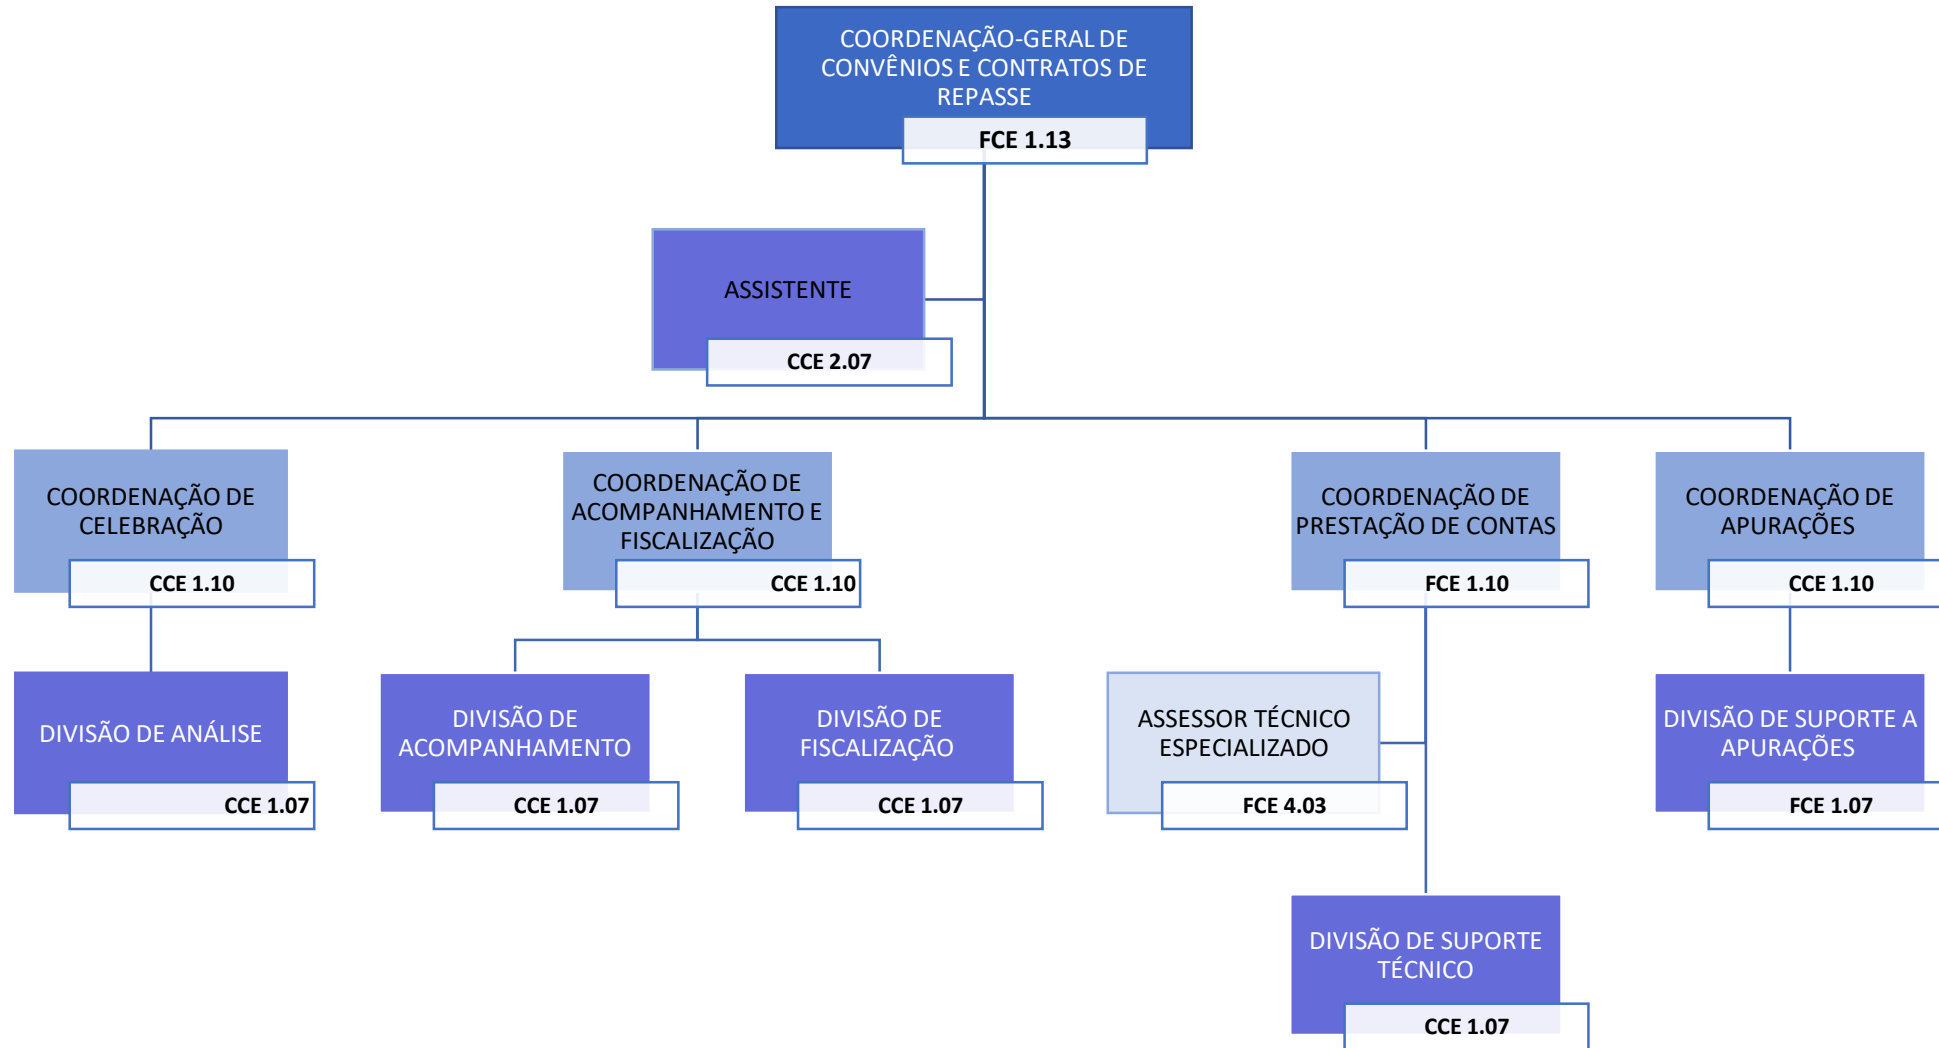 COORDENAÇÃO-GERAL DE
CONVÊNIOS E CONTRATOS DE
REPASSE
FCE 1.13
ASSISTENTE
CCE 2.07
COORDENAÇÃO DE
CELEBRAÇÃO
CCE 1.10
COORDENAÇÃO DE
ACOMPANHAMENTO E
FISCALIZAÇÃO
CCE 1.10
COORDENAÇÃO DE
PRESTAÇÃO DE CONTAS
FCE 1.10
COORDENAÇÃO DE
APURAÇÕES
CCE 1.10
DIVISÃO DE ANÁLISE
CCE 1.07
DIVISÃO DE
ACOMPANHAMENTO
CCE 1.07
DIVISÃO DE
FISCALIZAÇÃO
CCE 1.07
ASSESSOR TÉCNICO
ESPECIALIZADO
FCE 4.03
DIVISÃO DE SUPORTE A
APURAÇÕES
FCE 1.07
DIVISÃO DE SUPORTE
TÉCNICO
CCE 1.07